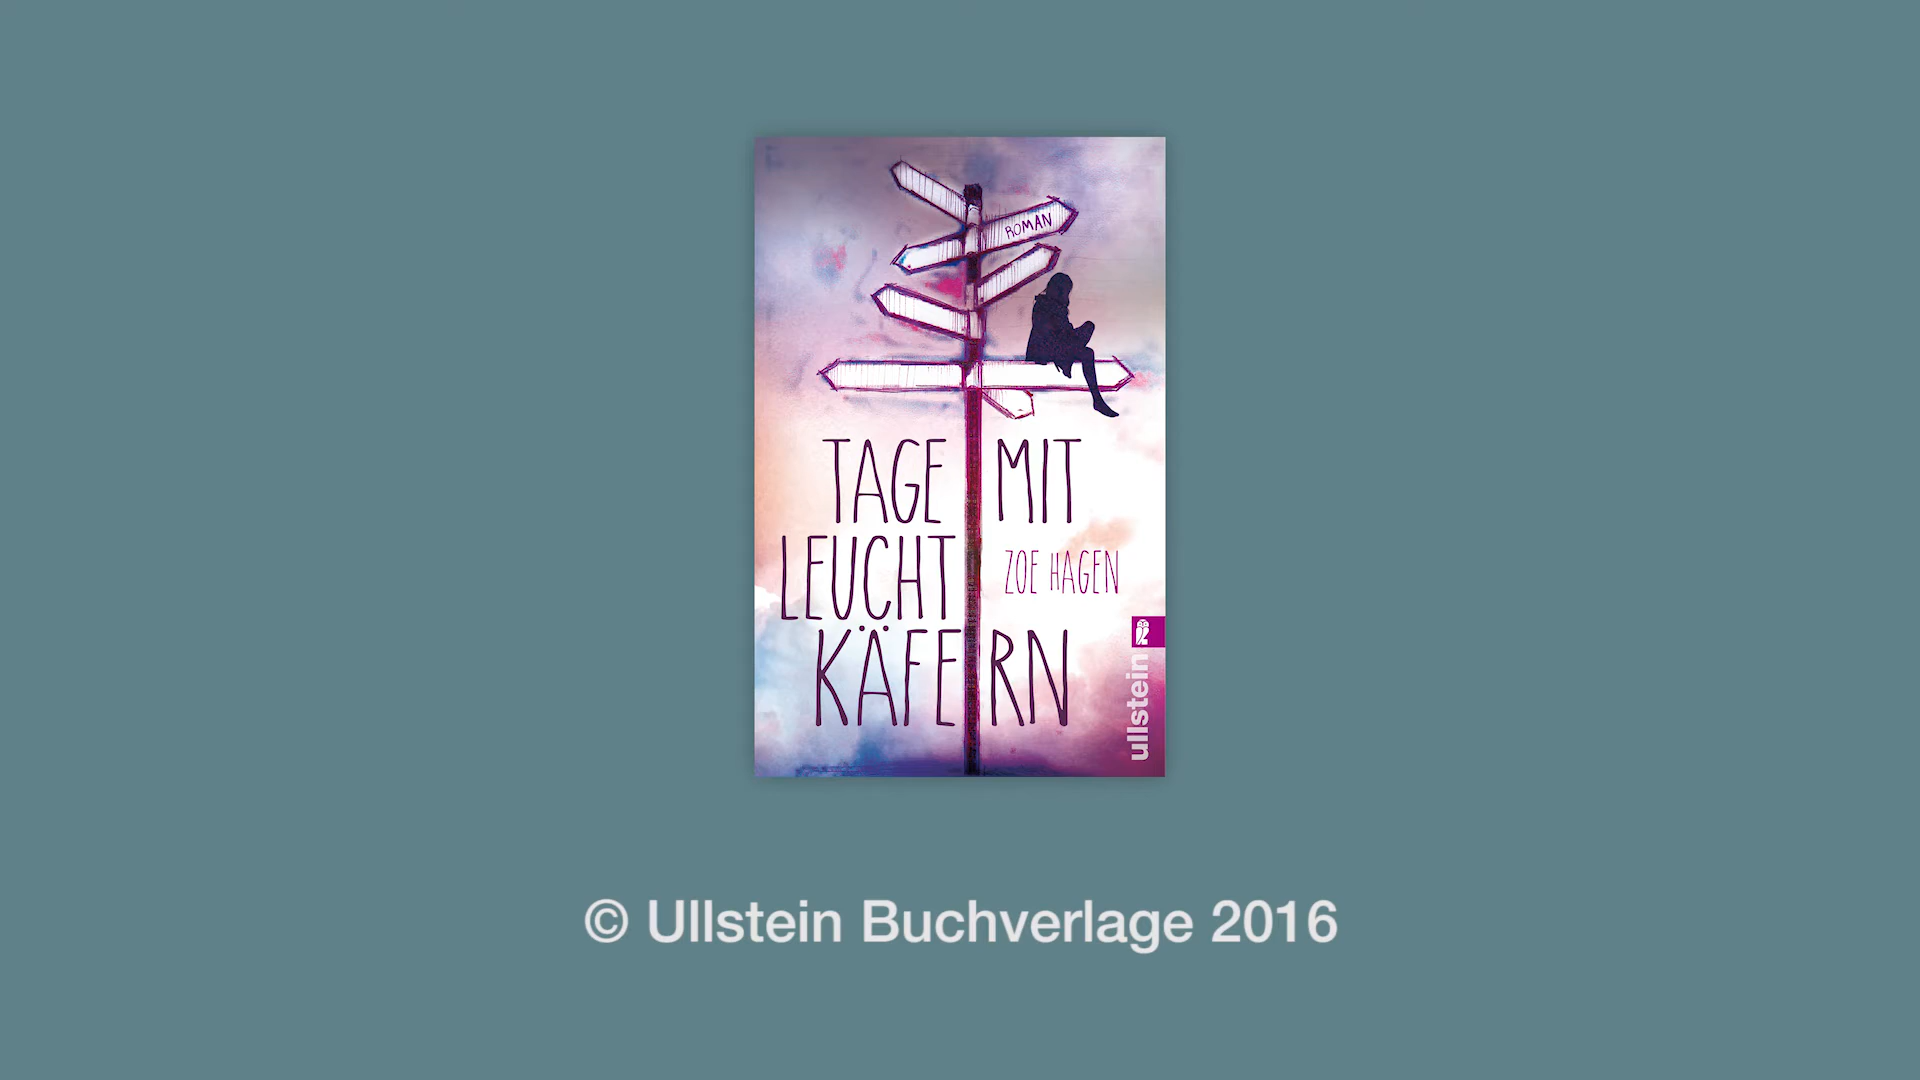 ROMAN
TAGE MIT
LEUCHT
ZOE HAGEN
KÄFERN
ullstein
© Ullstein Buchverlage 2016